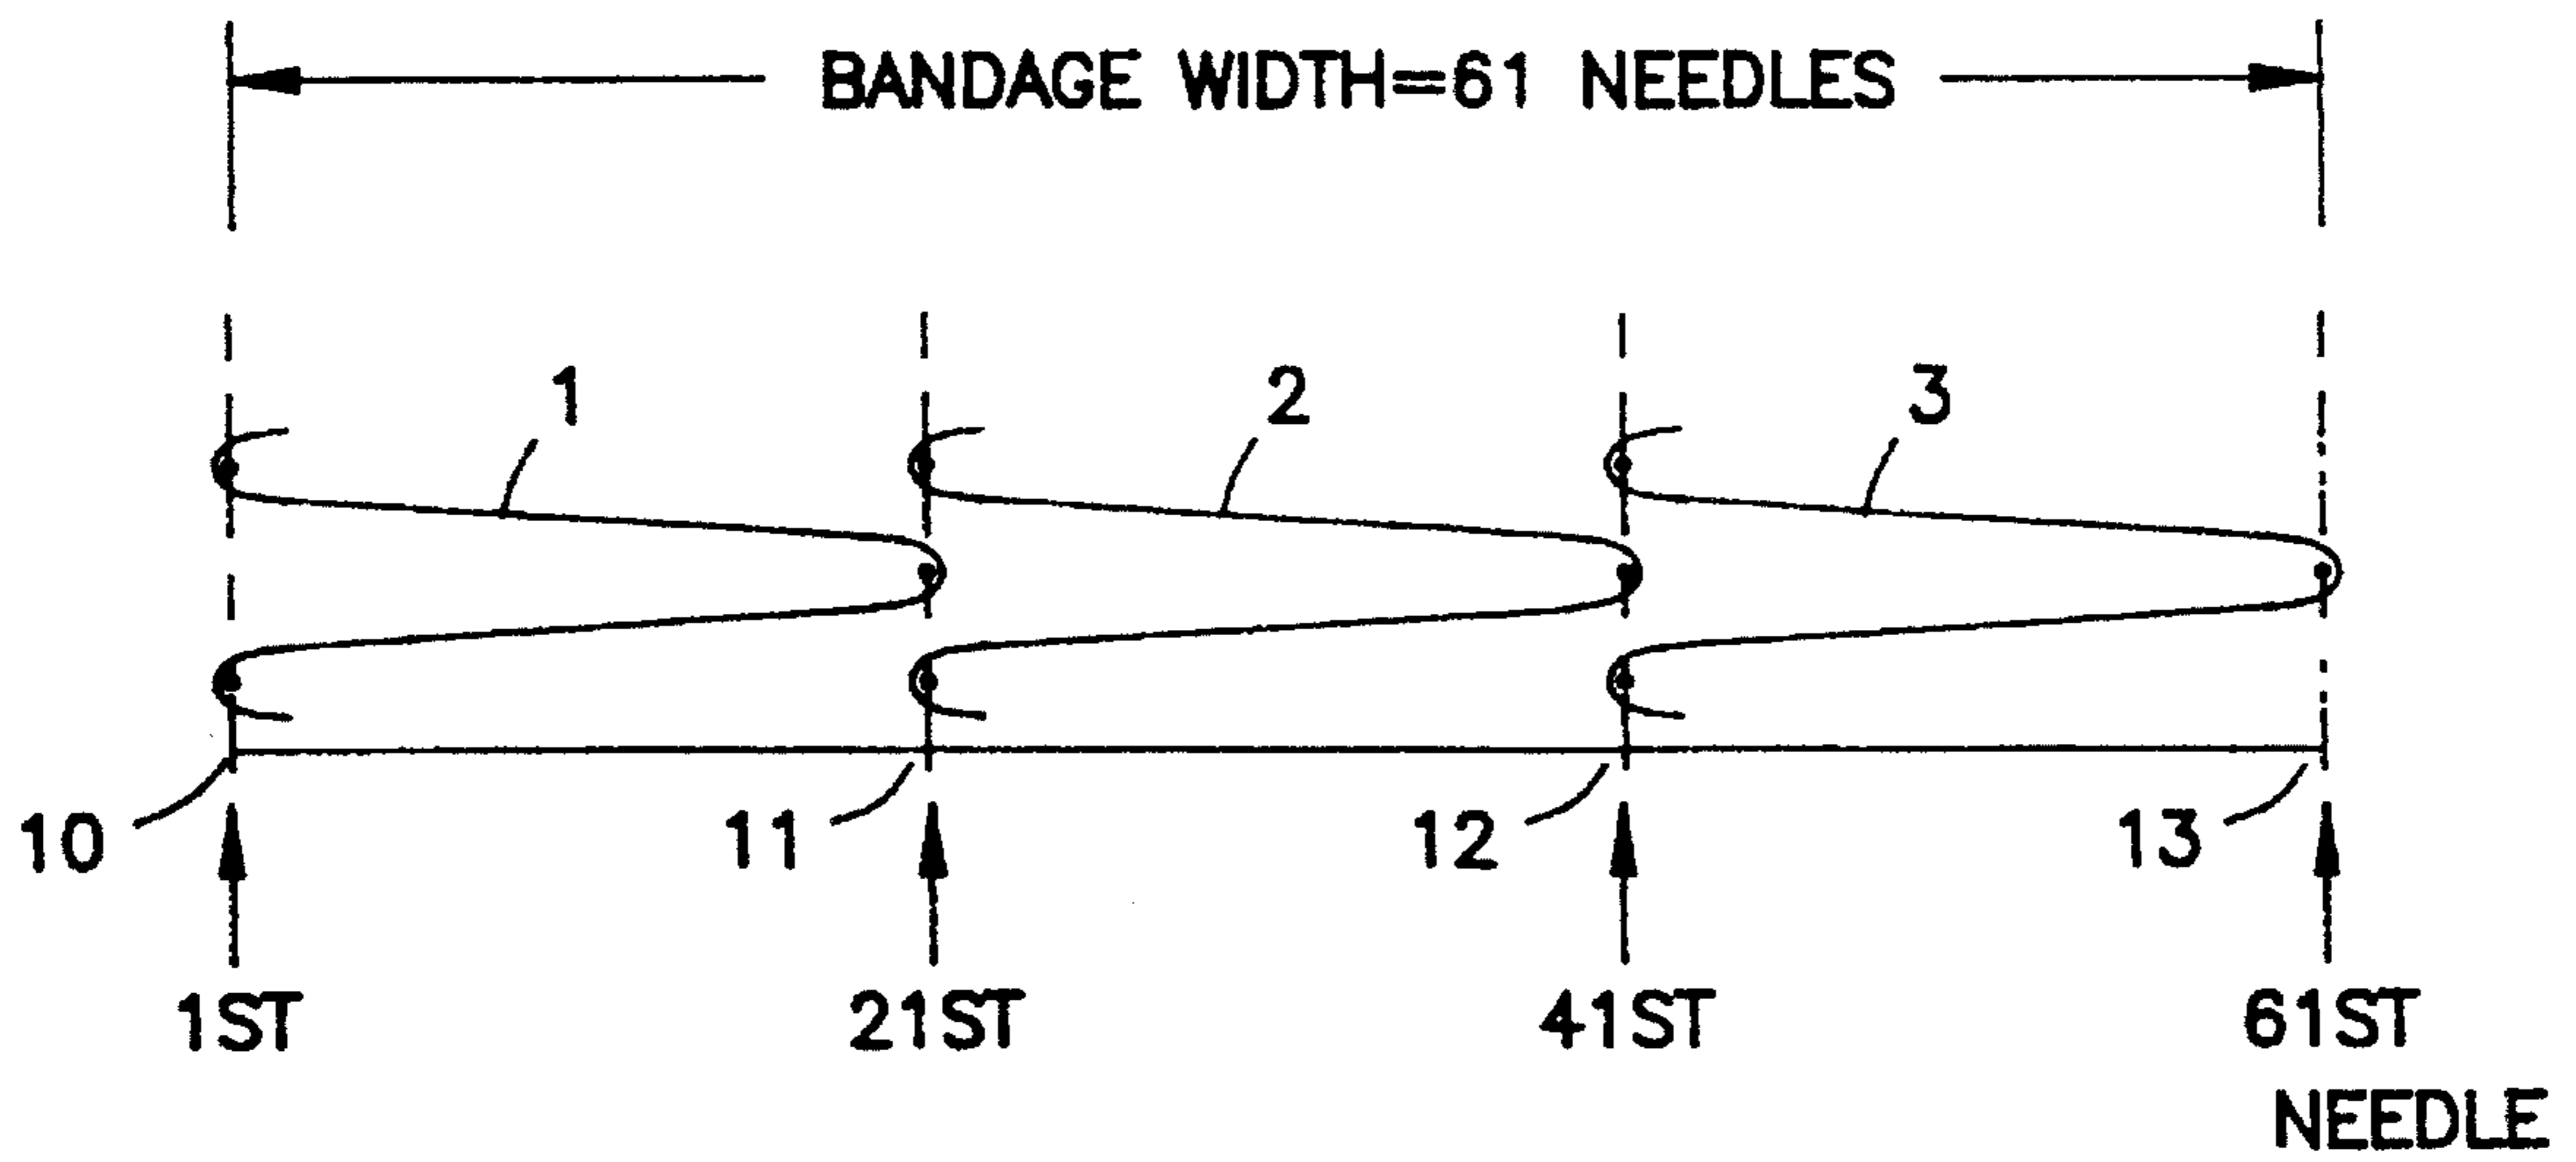 BANDAGE WIDTH=61 NEEDLES
1 2 3
10 11 12 13
1ST 21ST 41ST 61ST
NEEDLE